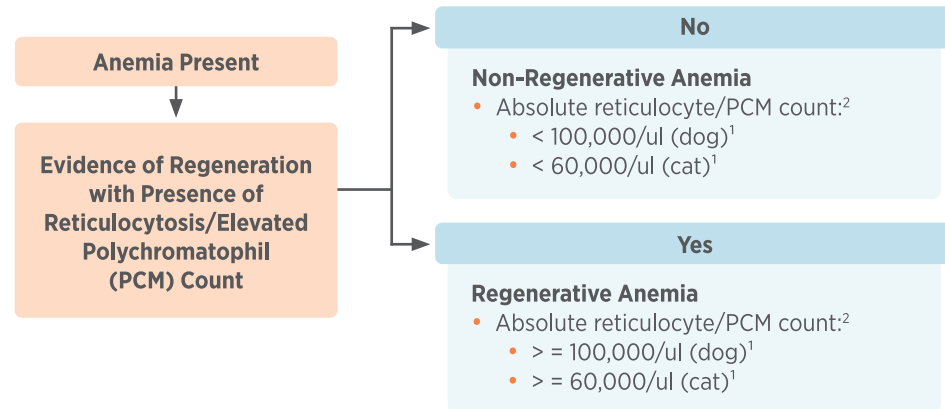 Anemia Present
Evidence of Regeneration
with Presence of
Reticulocytosis/Elevated
Polychromatophil
(PCM) Count
No
Non-Regenerative Anemia
• Absolute reticulocyte/PCM count:²
• < 100,000/ul (dog)¹
• < 60,000/ul (cat)¹
Yes
Regenerative Anemia
• Absolute reticulocyte/PCM count:²
• > = 100,000/ul (dog)¹
• > = 60,000/ul (cat)¹